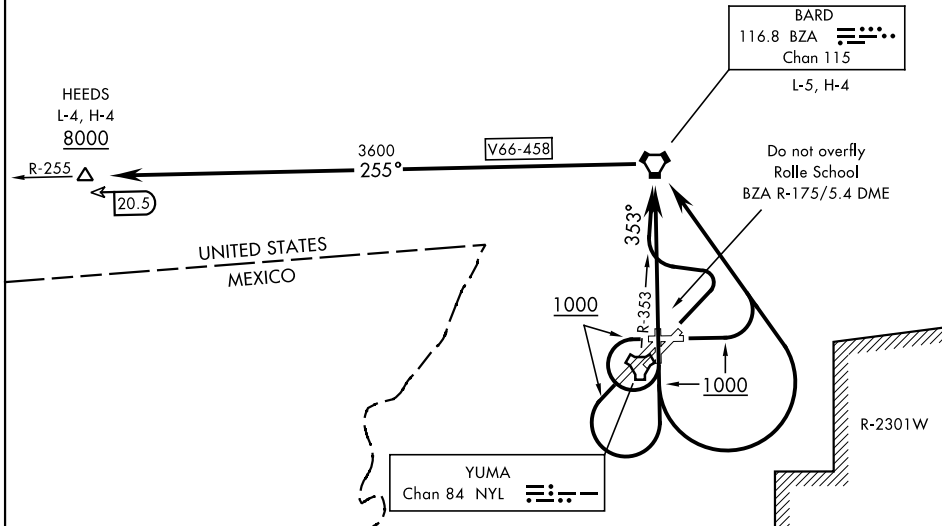 BARD
116.8 BZA
Chan 115
L-5, H-4
HEEDS
L-4, H-4
8000
R-255
20.5
3600
255°
V66-458
Do not overfly
Rolle School
BZA R-175/5.4 DME
353°
R-353
UNITED STATES
MEXICO
1000
1000
R-2301W
YUMA
Chan 84 NYL